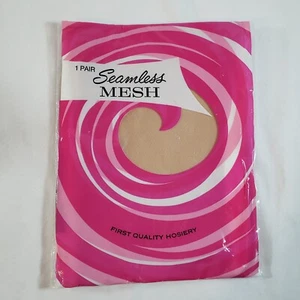 1 PAIR
Seamless
MESH
FIRST QUALITY HOSIERY